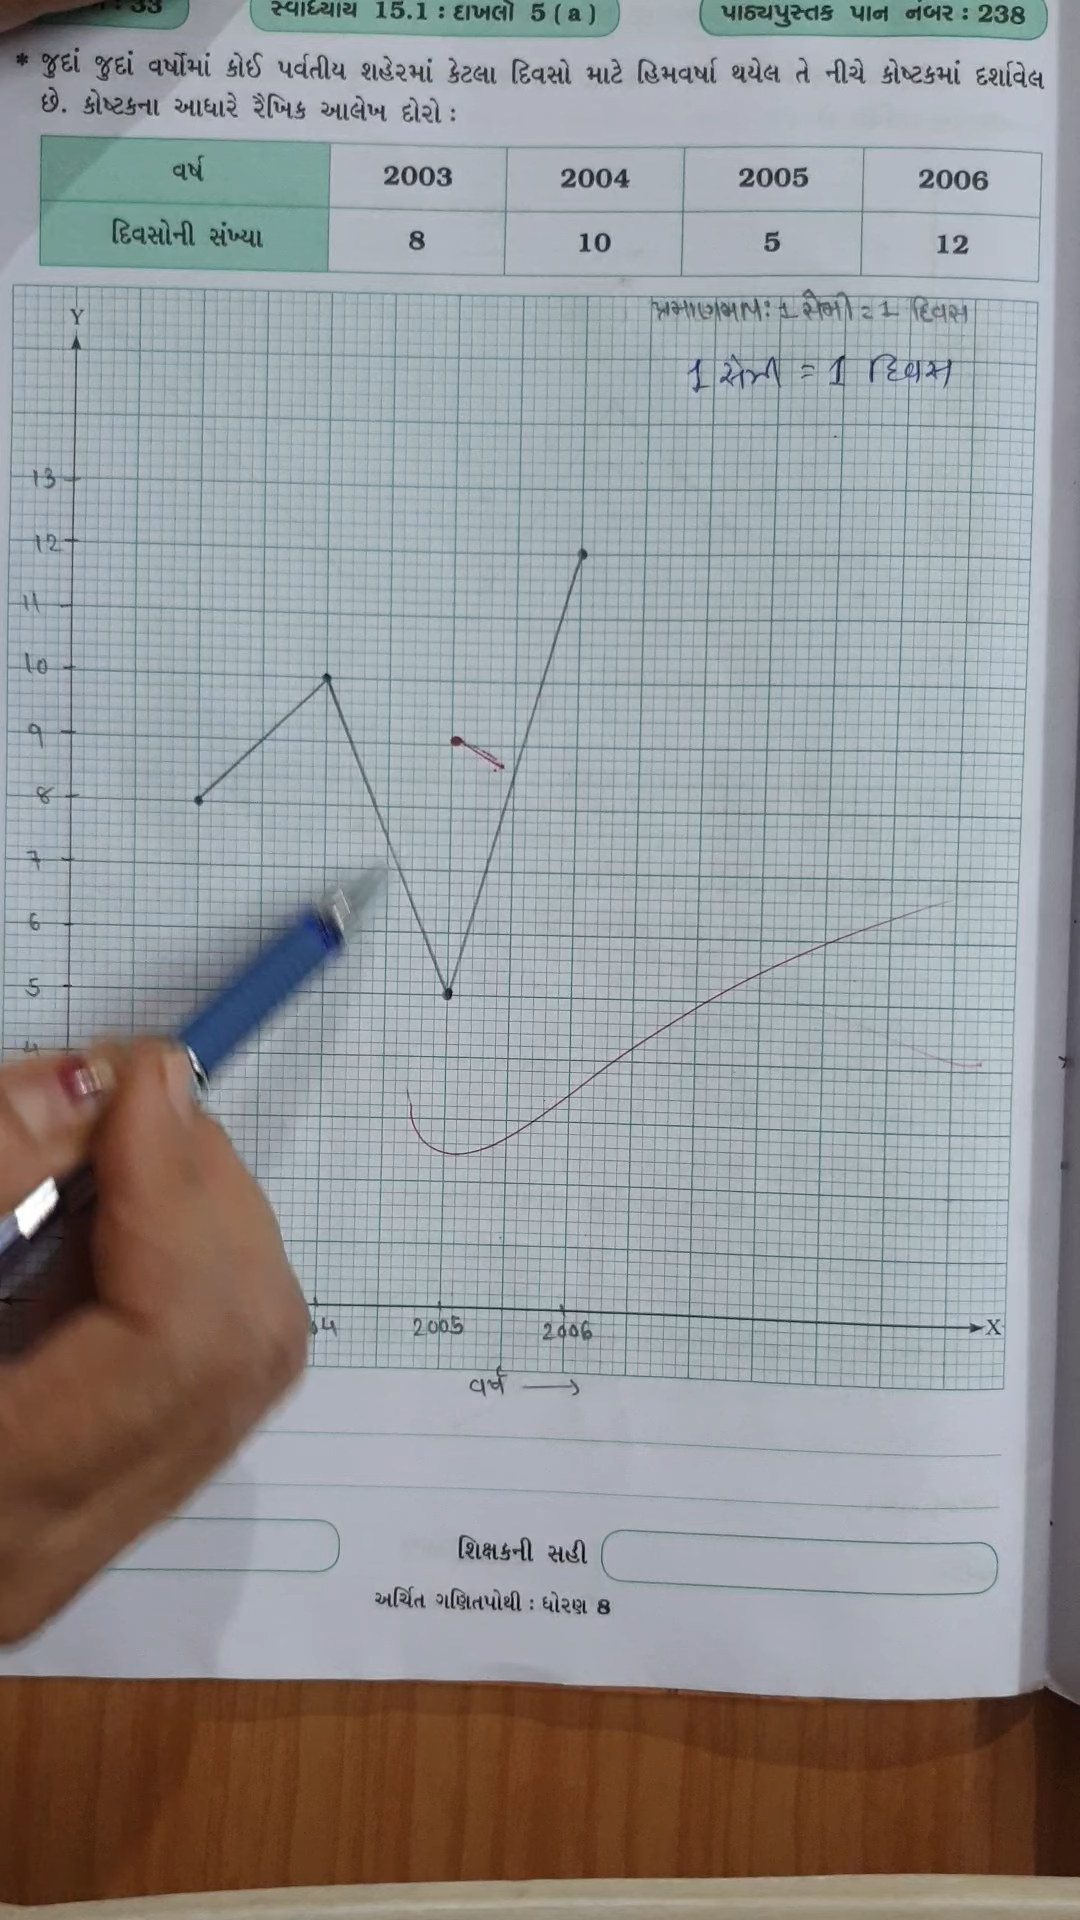 : 33
સ્વાધ્યાય 15.1 : દાખલો 5 ( a )
પાઠ્યપુસ્તક પાન નંબર : 238
* જુદાં જુદાં વર્ષોમાં કોઈ પર્વતીય શહેરમાં કેટલા દિવસો માટે હિમવર્ષા થયેલ તે નીચે કોષ્ટકમાં દર્શાવેલ
છે. કોષ્ટકના આધારે રૈખિક આલેખ દોરો :
વર્ષ 2003 2004 2005 2006
દિવસોની સંખ્યા 8 10 5 12
પ્રમાણમાપ: 1 સેમી = 1 દિવસ
Y
1 સેમી = 1 દિવસ
13
12
11
10
9
8
7
6
5
4
04 2005 2006 X
વર્ષ →
શિક્ષકની સહી
અર્ચિત ગણિતપોથી : ધોરણ 8